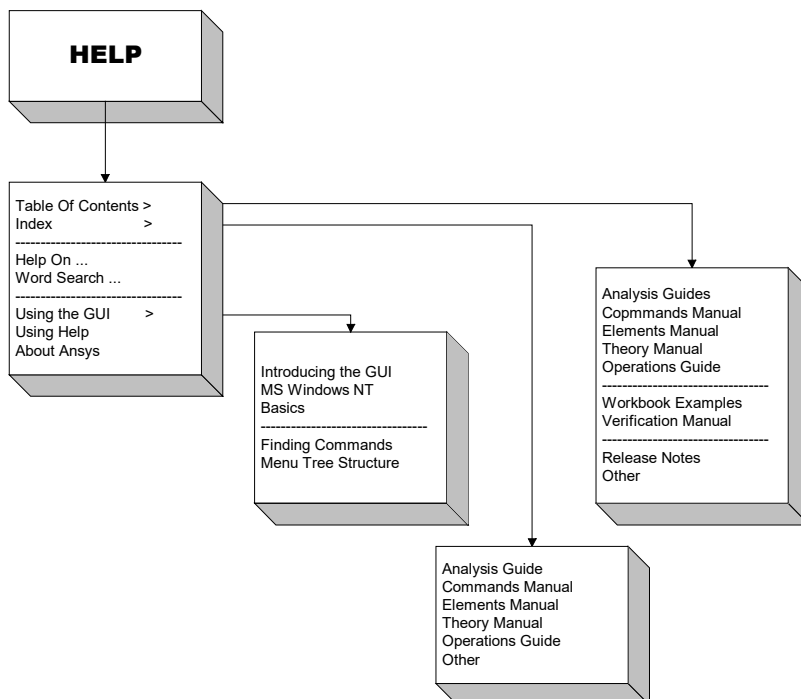 HELP
Table Of Contents >
Index >
---------------------------------
Help On ...
Word Search ...
---------------------------------
Using the GUI >
Using Help
About Ansys
Introducing the GUI
MS Windows NT
Basics
---------------------------------
Finding Commands
Menu Tree Structure
Analysis Guides
Copmmands Manual
Elements Manual
Theory Manual
Operations Guide
---------------------------------
Workbook Examples
Verification Manual
---------------------------------
Release Notes
Other
Analysis Guide
Commands Manual
Elements Manual
Theory Manual
Operations Guide
Other